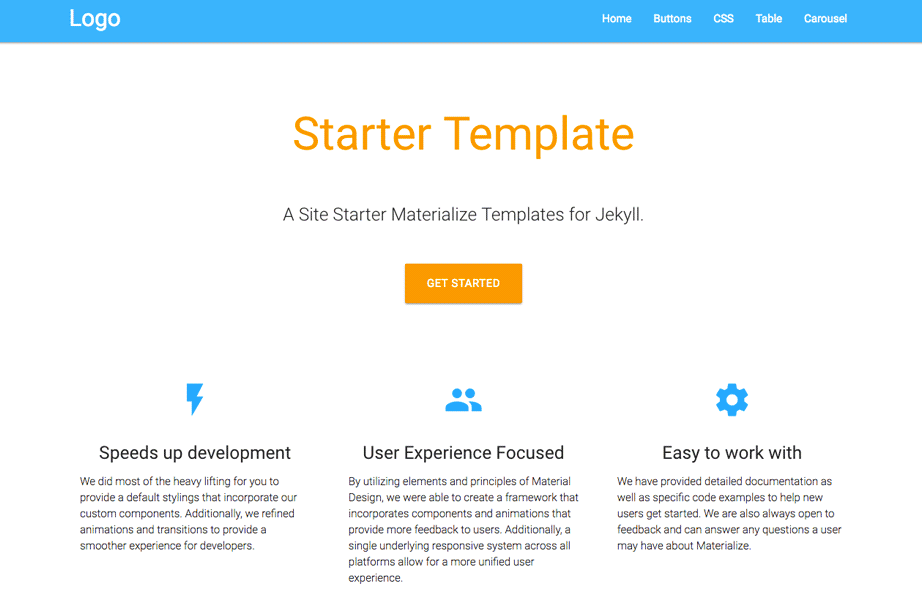 Logo
Home Buttons CSS Table Carousel
Starter Template
A Site Starter Materialize Templates for Jekyll.
GET STARTED
Speeds up development
We did most of the heavy lifting for you to
provide a default stylings that incorporate our
custom components. Additionally, we refined
animations and transitions to provide a
smoother experience for developers.
User Experience Focused
By utilizing elements and principles of Material
Design, we were able to create a framework that
incorporates components and animations that
provide more feedback to users. Additionally, a
single underlying responsive system across all
platforms allow for a more unified user
experience.
Easy to work with
We have provided detailed documentation as
well as specific code examples to help new
users get started. We are also always open to
feedback and can answer any questions a user
may have about Materialize.